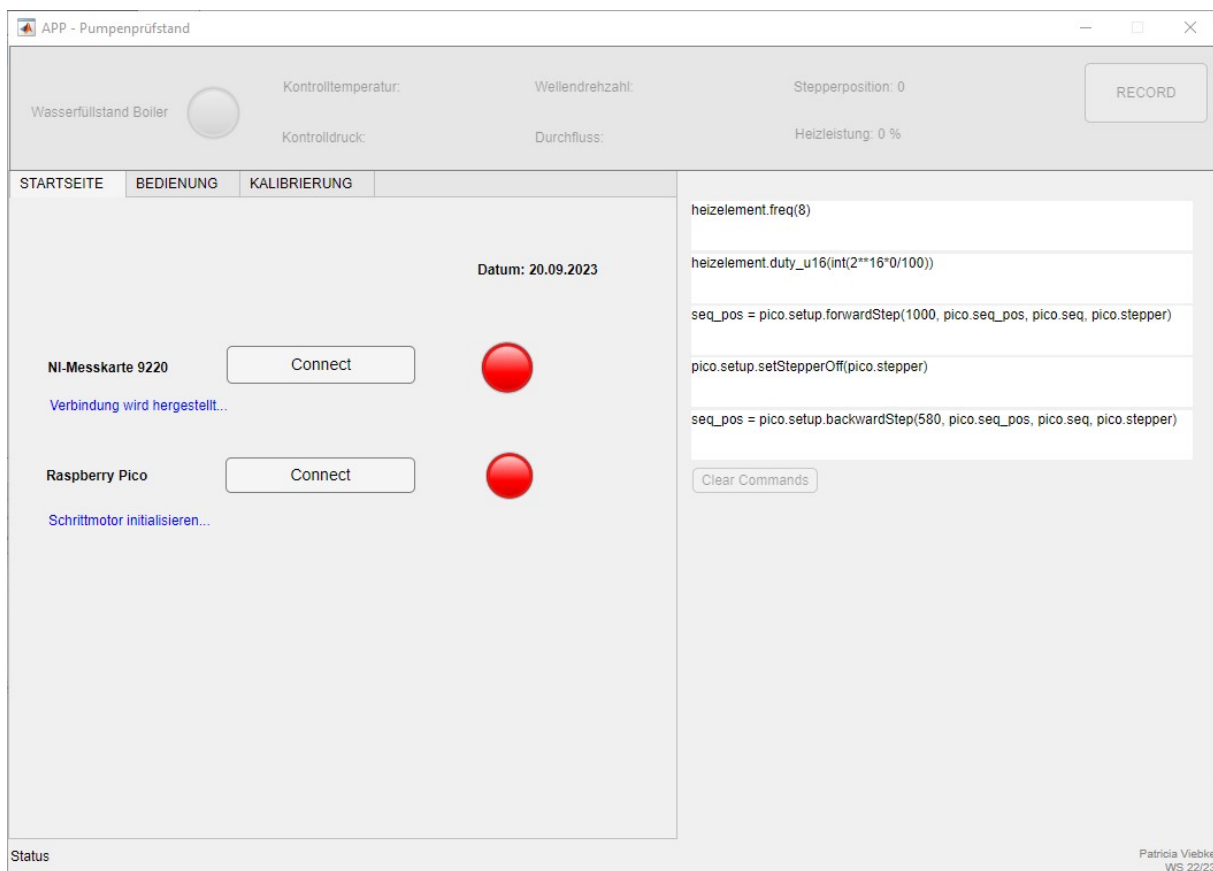 APP - Pumpenprüfstand
Wasserfüllstand Boiler
Kontrolltemperatur:
Wellendrehzahl:
Stepperposition: 0
RECORD
Kontrolldruck:
Durchfluss:
Heizleistung: 0 %
STARTSEITE BEDIENUNG KALIBRIERUNG
Datum: 20.09.2023
NI-Messkarte 9220 Connect
Verbindung wird hergestellt...
Raspberry Pico Connect
Schrittmotor initialisieren...
heizelement.freq(8)
heizelement.duty_u16(int(2**16*0/100))
seq_pos = pico.setup.forwardStep(1000, pico.seq_pos, pico.seq, pico.stepper)
pico.setup.setStepperOff(pico.stepper)
seq_pos = pico.setup.backwardStep(580, pico.seq_pos, pico.seq, pico.stepper)
Clear Commands
Status
Patricia Viebke
WS 22/23